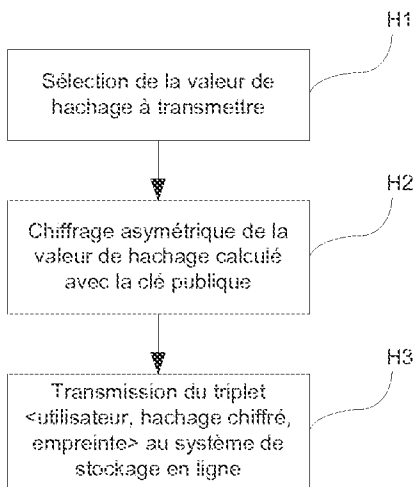 H1
Sélection de la valeur de
hachage à transmettre
H2
Chiffrage asymétrique de la
valeur de hachage calculé
avec la clé publique
H3
Transmission du triplet
<utilisateur, hachage chiffré,
empreinte> au système de
stockage en ligne